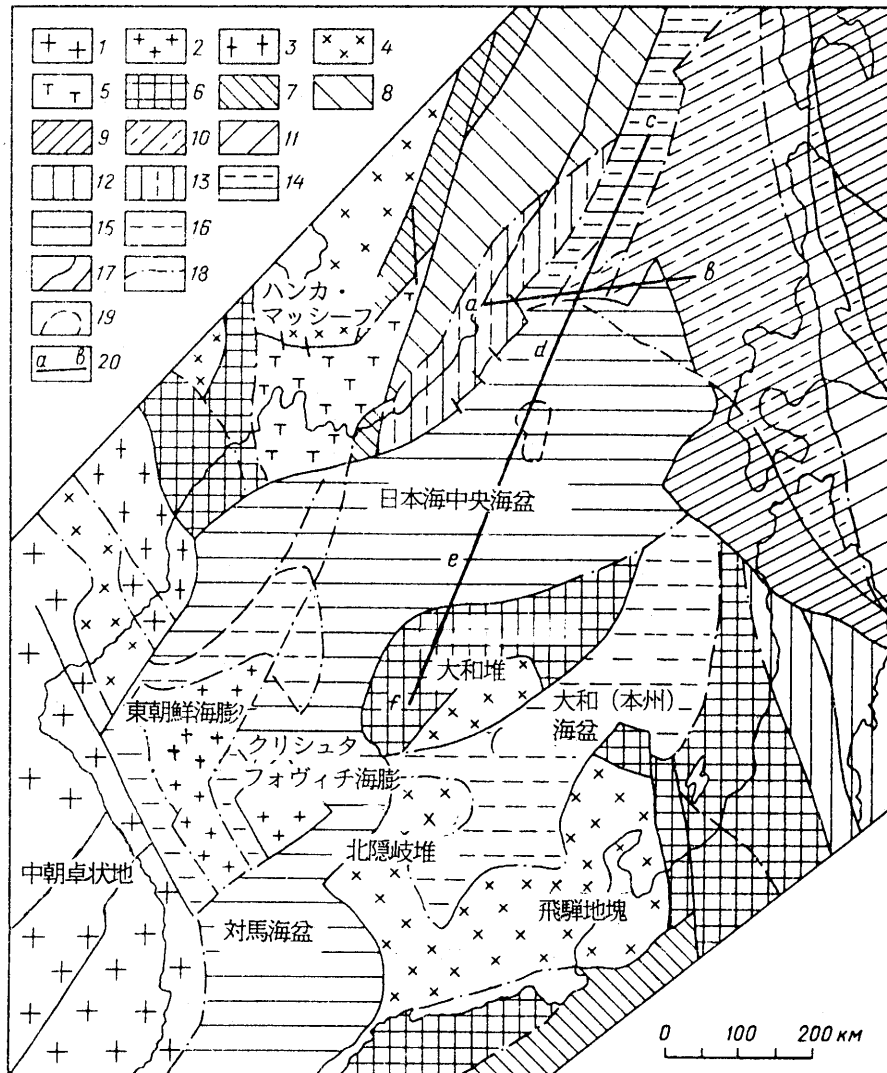 1 2 3 4
5 6 7 8
9 10 11
12 13 14
15 16
17 18
19
a b 20
ハンカ・
マッシーフ
c
a b
d
日本海中央海盆
e
大和堆
f
大和(本州)
海盆
東朝鮮海膨
クリシュタ
フォヴィチ海膨
北隠岐堆
中朝卓状地
飛騨地塊
対馬海盆
0 100 200 км